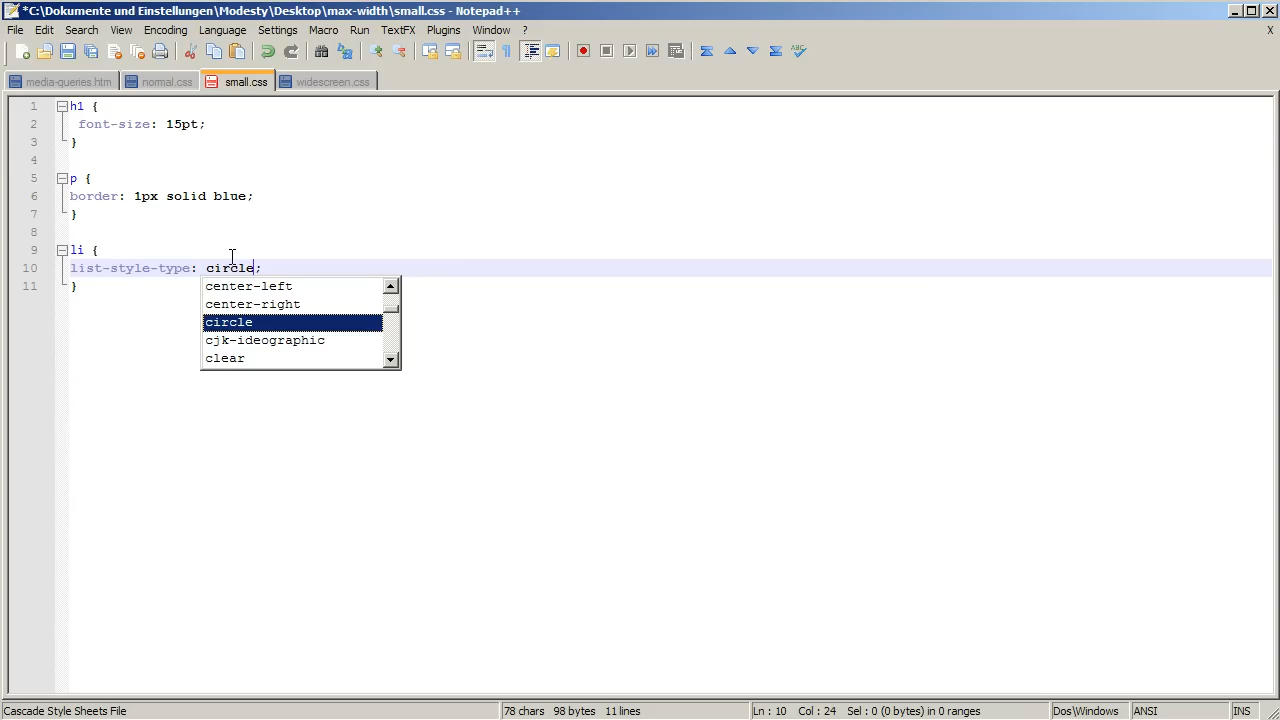 *C:\Dokumente und Einstellungen\Modesty\Desktop\max-width\small.css - Notepad++
File Edit Search View Encoding Language Settings Macro Run TextFX Plugins Window ? X
media-queries.htm normal.css small.css widescreen.css
1 h1 {
2 font-size: 15pt;
3 }
4
5 p {
6 border: 1px solid blue;
7 }
8
9 li {
10 list-style-type: circle;
11 }
center-left
center-right
circle
cjk-ideographic
clear
Cascade Style Sheets File 78 chars 98 bytes 11 lines Ln : 10 Col : 24 Sel : 0 (0 bytes) in 0 ranges Dos\Windows ANSI INS